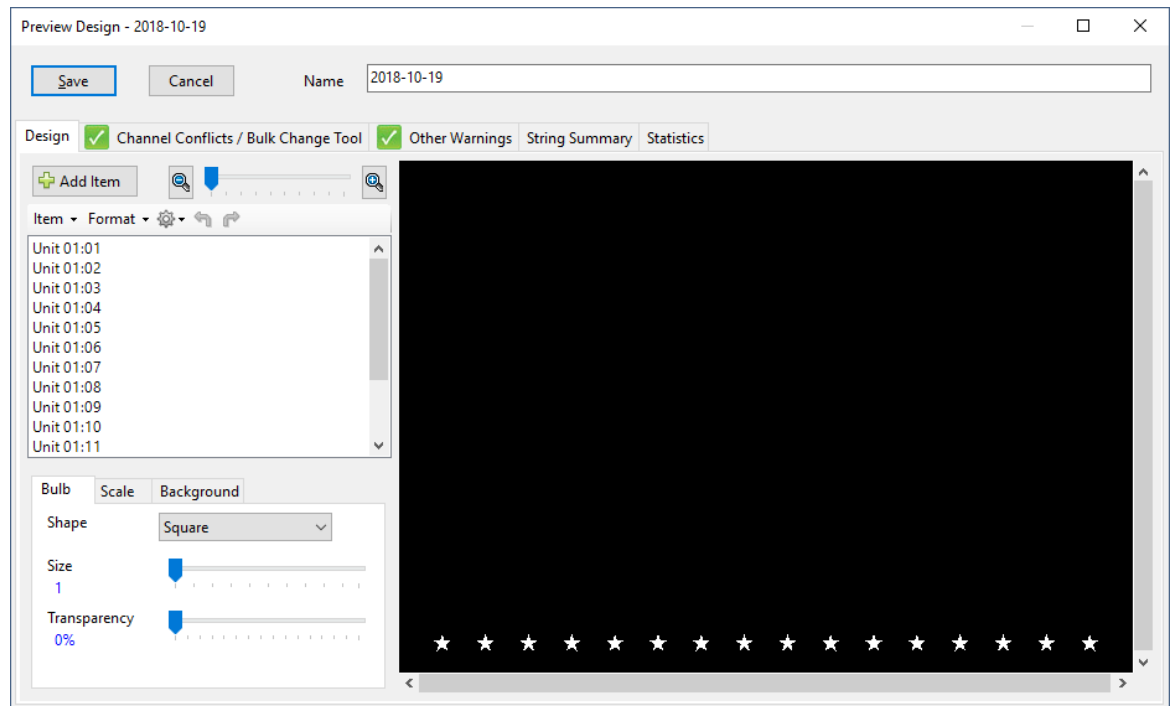 Preview Design - 2018-10-19
Save Cancel Name 2018-10-19
Design Channel Conflicts / Bulk Change Tool Other Warnings String Summary Statistics
Add Item
Item Format
Unit 01:01
Unit 01:02
Unit 01:03
Unit 01:04
Unit 01:05
Unit 01:06
Unit 01:07
Unit 01:08
Unit 01:09
Unit 01:10
Unit 01:11
Bulb Scale Background
Shape Square
Size
1
Transparency
0%